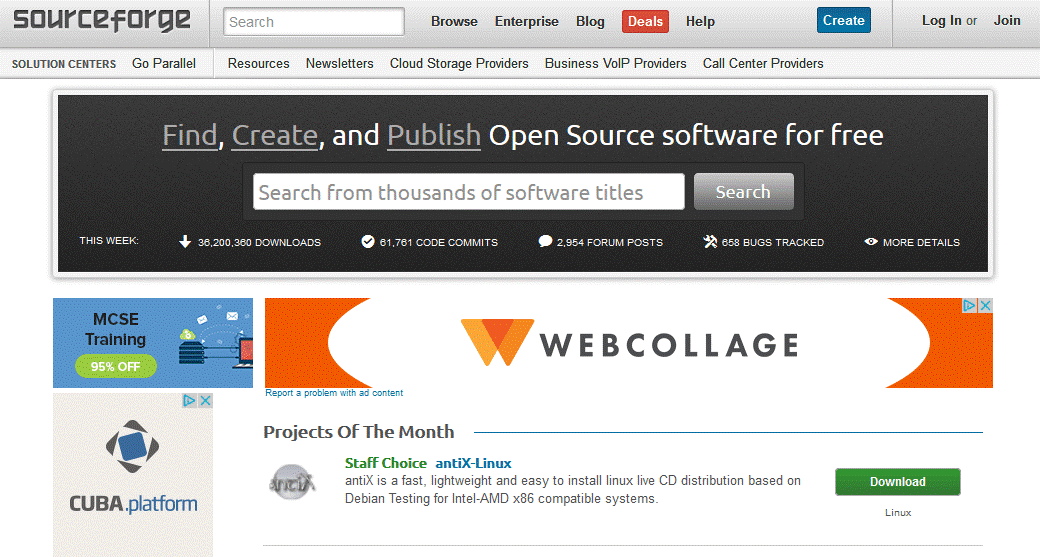 sourceforge
Search
Browse Enterprise Blog Deals Help
Create
Log In or Join
SOLUTION CENTERS Go Parallel Resources Newsletters Cloud Storage Providers Business VoIP Providers Call Center Providers
Find, Create, and Publish Open Source software for free
Search from thousands of software titles
Search
THIS WEEK: 36,200,360 DOWNLOADS 61,761 CODE COMMITS 2,954 FORUM POSTS 658 BUGS TRACKED MORE DETAILS
MCSE
Training
95% OFF
WEBCOLLAGE
Report a problem with ad content
CUBA.platform
Projects Of The Month
antiX
Staff Choice antiX-Linux
antiX is a fast, lightweight and easy to install linux live CD distribution based on
Debian Testing for Intel-AMD x86 compatible systems.
Download
Linux